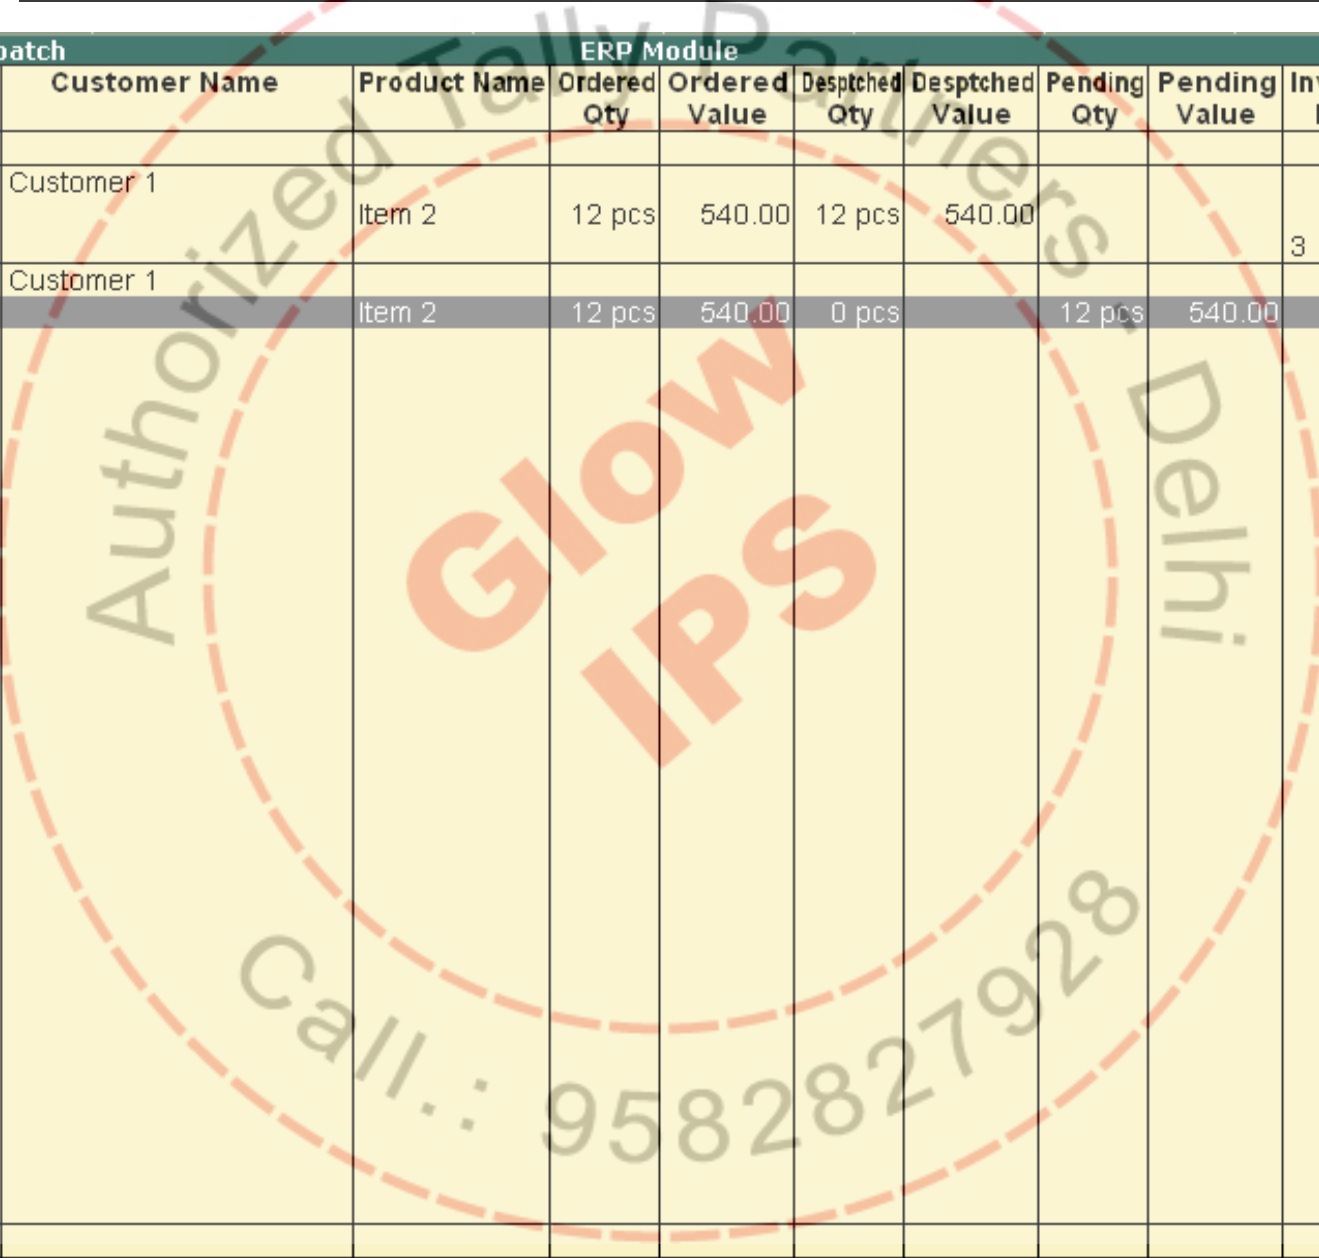 patch ERP Module
Customer Name Product Name Ordered Qty Ordered Value Desptched Qty Desptched Value Pending Qty Pending Value
Customer 1
Item 2 12 pcs 540.00 12 pcs 540.00
3
Customer 1
Item 2 12 pcs 540.00 0 pcs 12 pcs 540.00
Authorized Tally Partners - Delhi
Glow
IPS
Call.: 9582827928